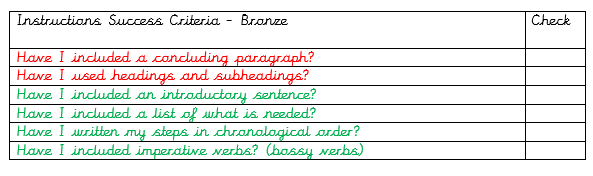 Instructions Success Criteria - Bronze Check
Have I included a concluding paragraph?
Have I used headings and subheadings?
Have I included an introductory sentence?
Have I included a list of what is needed?
Have I written my steps in chronological order?
Have I included imperative verbs? (bossy verbs)